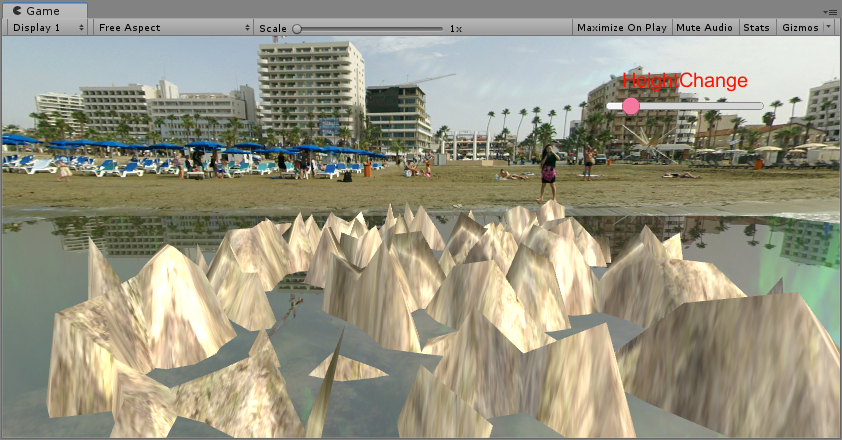 Game
Display 1 Free Aspect Scale 1x Maximize On Play Mute Audio Stats Gizmos
HeightChange